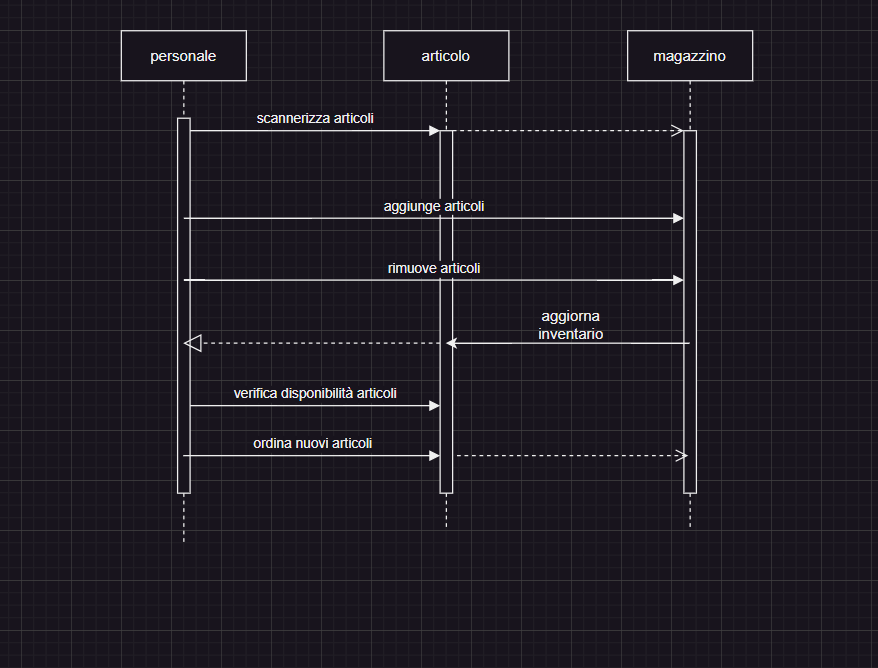 personale
articolo
magazzino
scannerizza articoli
aggiunge articoli
rimuove articoli
aggiorna
inventario
verifica disponibilità articoli
ordina nuovi articoli